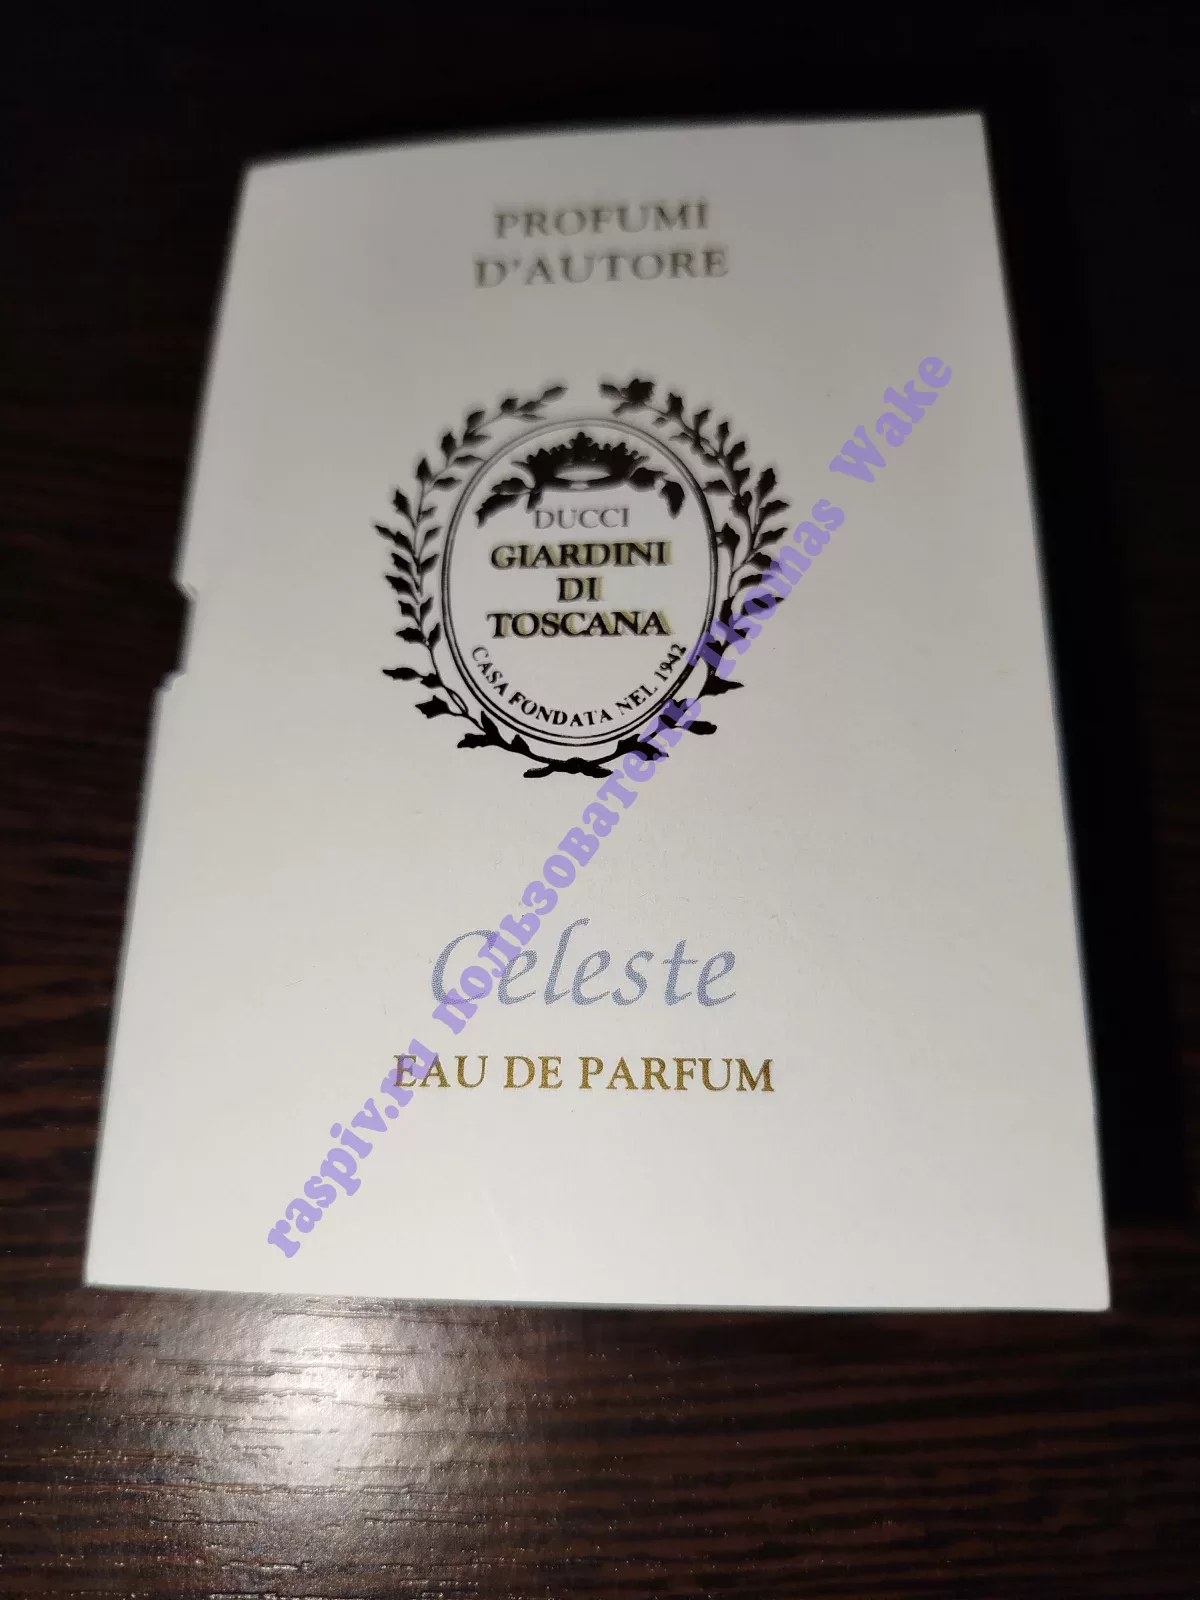 PROFUMI
D'AUTORE
DUCCI
GIARDINI
DI
TOSCANA
CASA FONDATA NEL 1942
Celeste
EAU DE PARFUM
raspiv.ru пользователь Thomas Wake